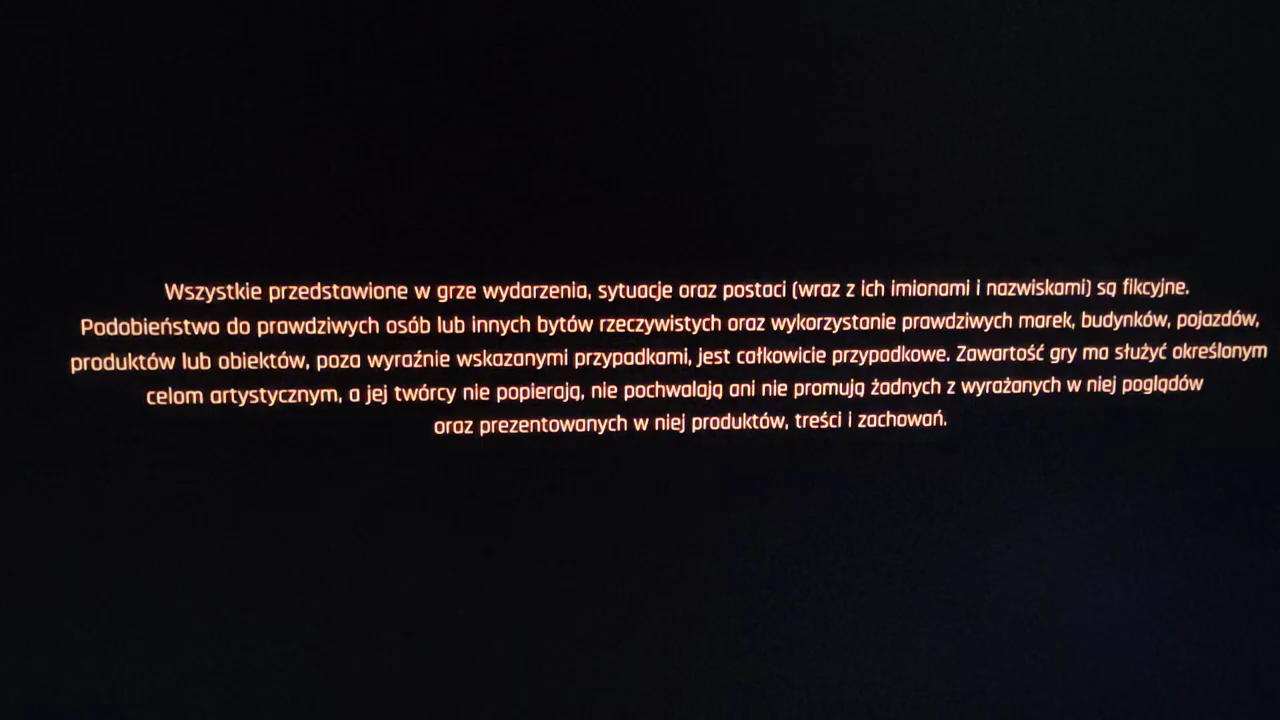 Wszystkie przedstawione w grze wydarzenia, sytuacje oraz postaci (wraz z ich imionami i nazwiskami) są fikcyjne.
Podobieństwo do prawdziwych osób lub innych bytów rzeczywistych oraz wykorzystanie prawdziwych marek, budynków, pojazdów,
produktów lub obiektów, poza wyraźnie wskazanymi przypadkami, jest całkowicie przypadkowe. Zawartość gry ma służyć określonym
celom artystycznym, a jej twórcy nie popierają, nie pochwalają ani nie promują żadnych z wyrażanych w niej poglądów
oraz prezentowanych w niej produktów, treści i zachowań.